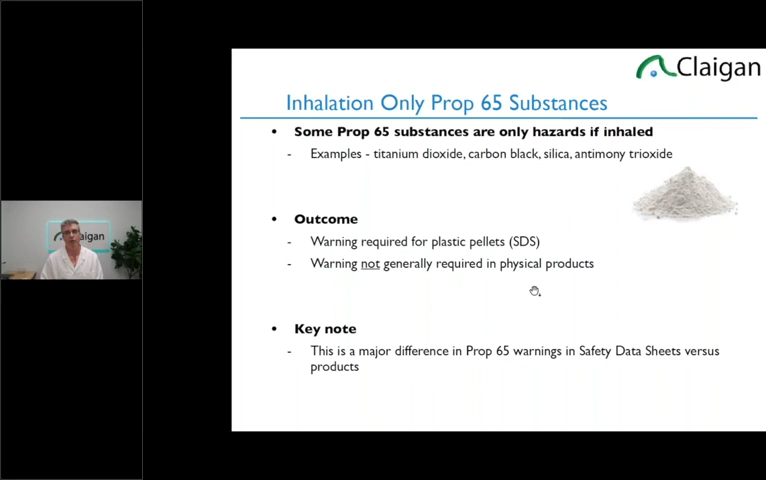 Claigan
Inhalation Only Prop 65 Substances
• Some Prop 65 substances are only hazards if inhaled
- Examples - titanium dioxide, carbon black, silica, antimony trioxide
• Outcome
- Warning required for plastic pellets (SDS)
- Warning not generally required in physical products
• Key note
- This is a major difference in Prop 65 warnings in Safety Data Sheets versus
products
aigan